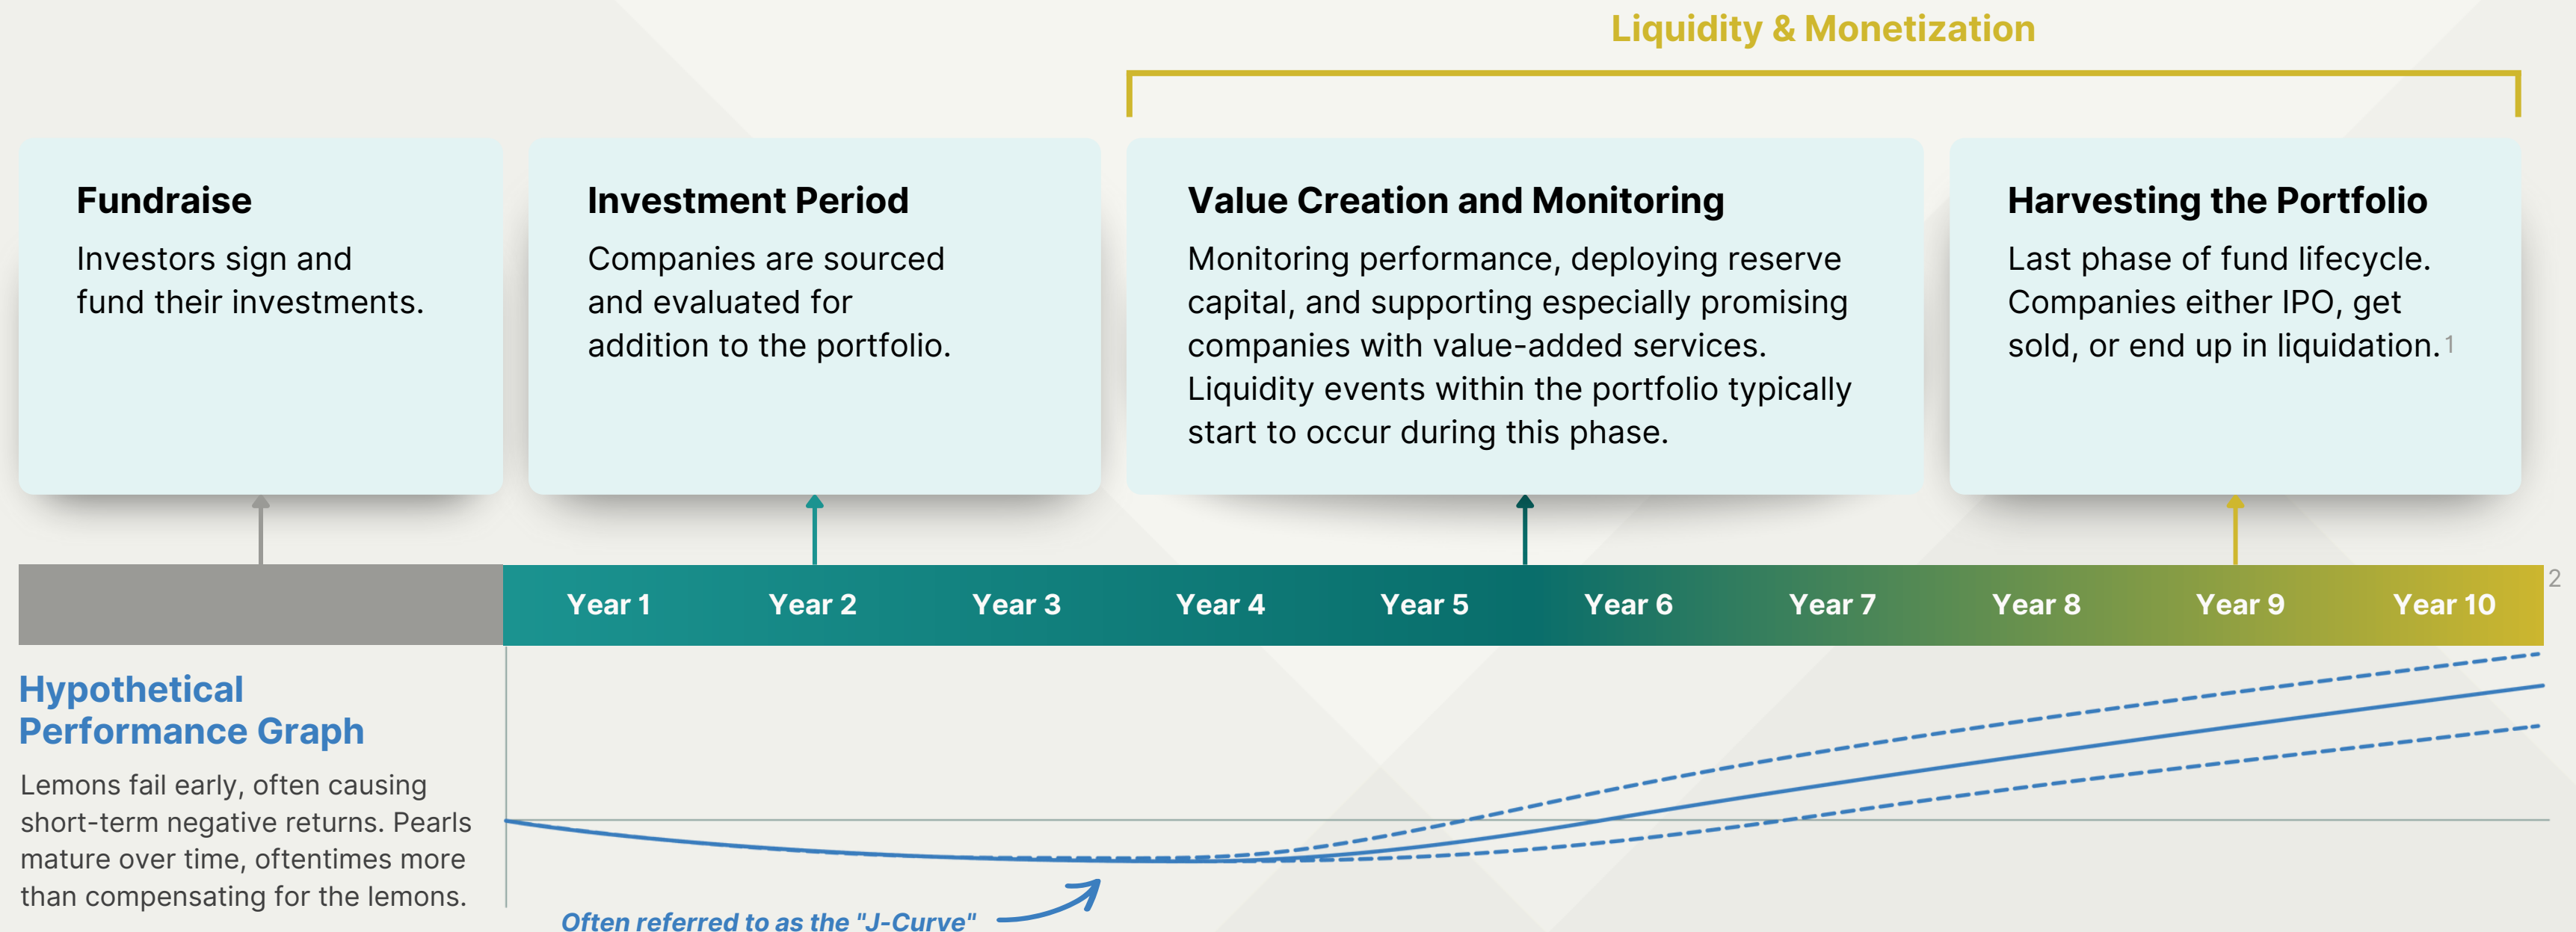 Liquidity & Monetization
Fundraise
Investors sign and
fund their investments.
Investment Period
Companies are sourced
and evaluated for
addition to the portfolio.
Value Creation and Monitoring
Monitoring performance, deploying reserve
capital, and supporting especially promising
companies with value-added services.
Liquidity events within the portfolio typically
start to occur during this phase.
Harvesting the Portfolio
Last phase of fund lifecycle.
Companies either IPO, get
sold, or end up in liquidation.1
Year 1 Year 2 Year 3 Year 4 Year 5 Year 6 Year 7 Year 8 Year 9 Year 10 2
Hypothetical
Performance Graph
Lemons fail early, often causing
short-term negative returns. Pearls
mature over time, oftentimes more
than compensating for the lemons.
Often referred to as the "J-Curve"